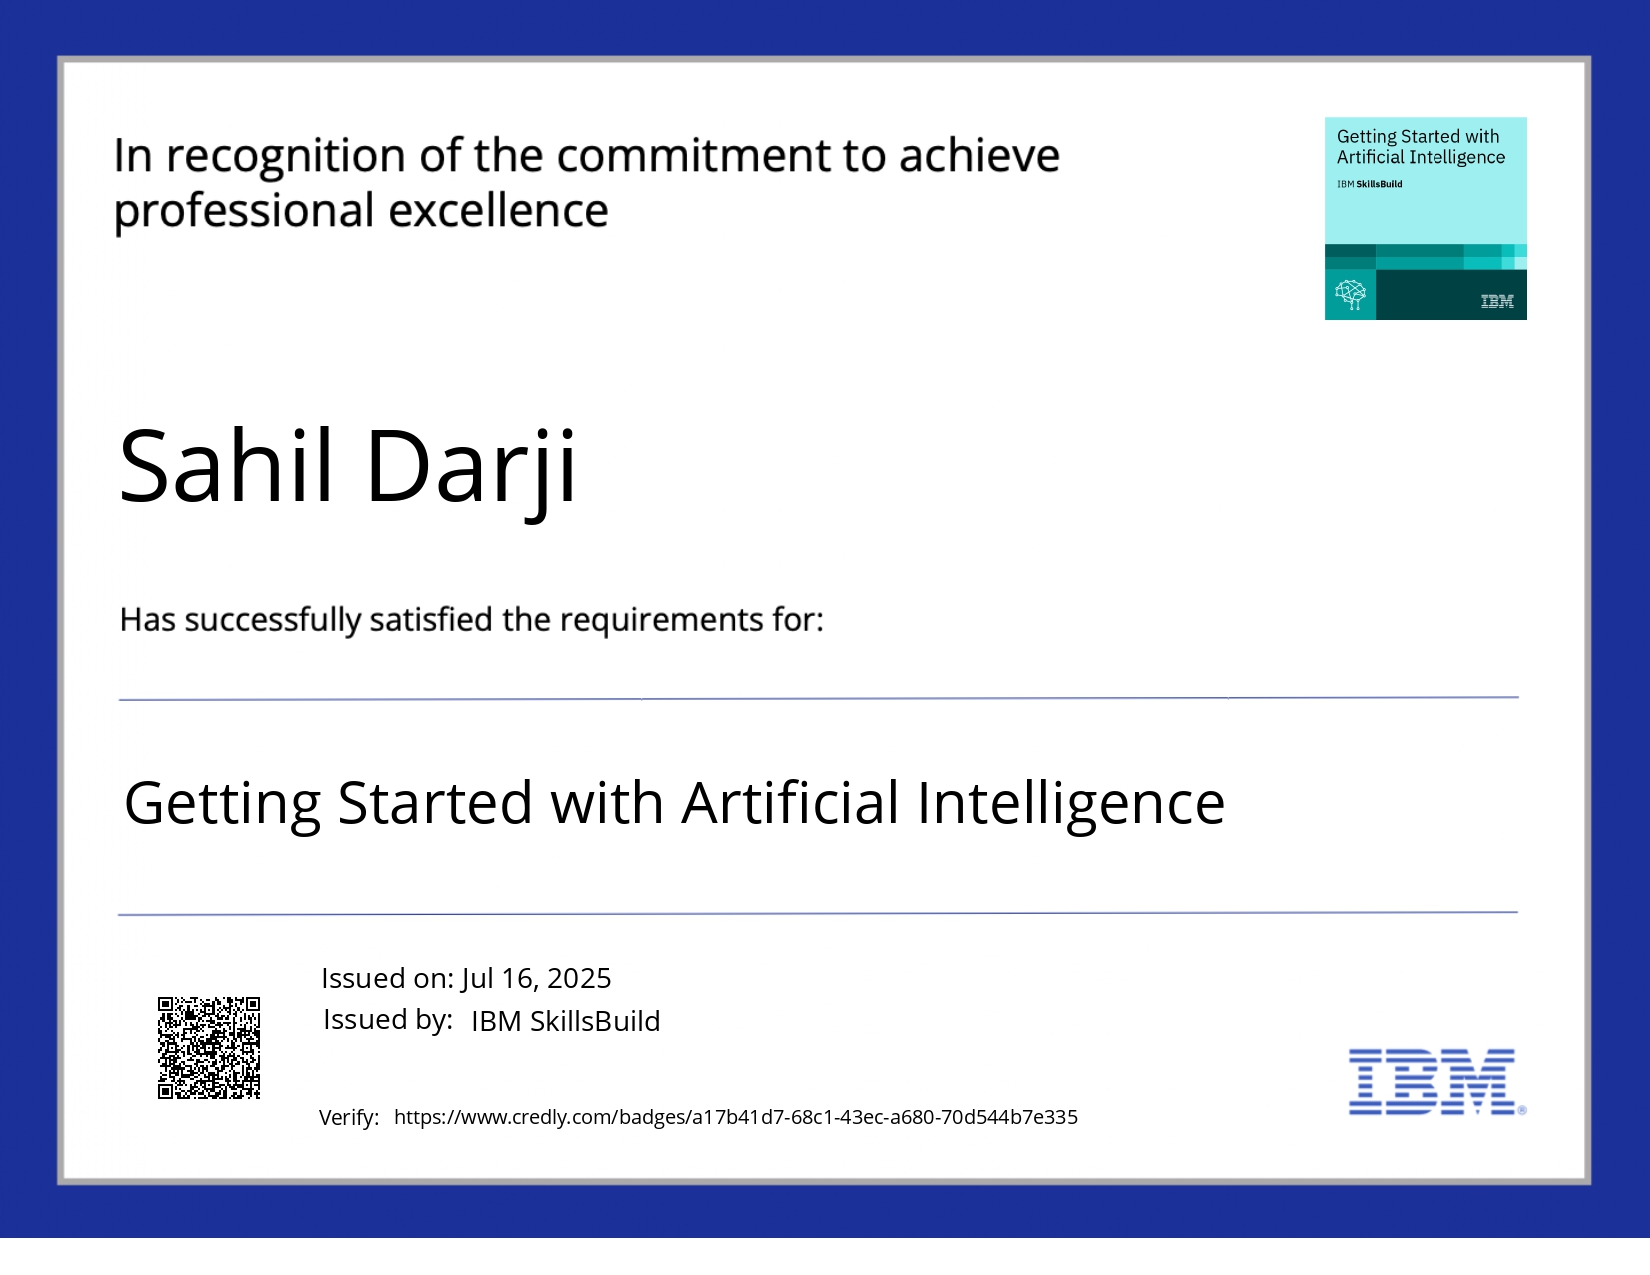 In recognition of the commitment to achieve
professional excellence
Getting Started with
Artificial Intelligence
IBM SkillsBuild
IBM
Sahil Darji
Has successfully satisfied the requirements for:
Getting Started with Artificial Intelligence
Issued on: Jul 16, 2025
Issued by: IBM SkillsBuild
Verify: https://www.credly.com/badges/a17b41d7-68c1-43ec-a680-70d544b7e335
IBM®